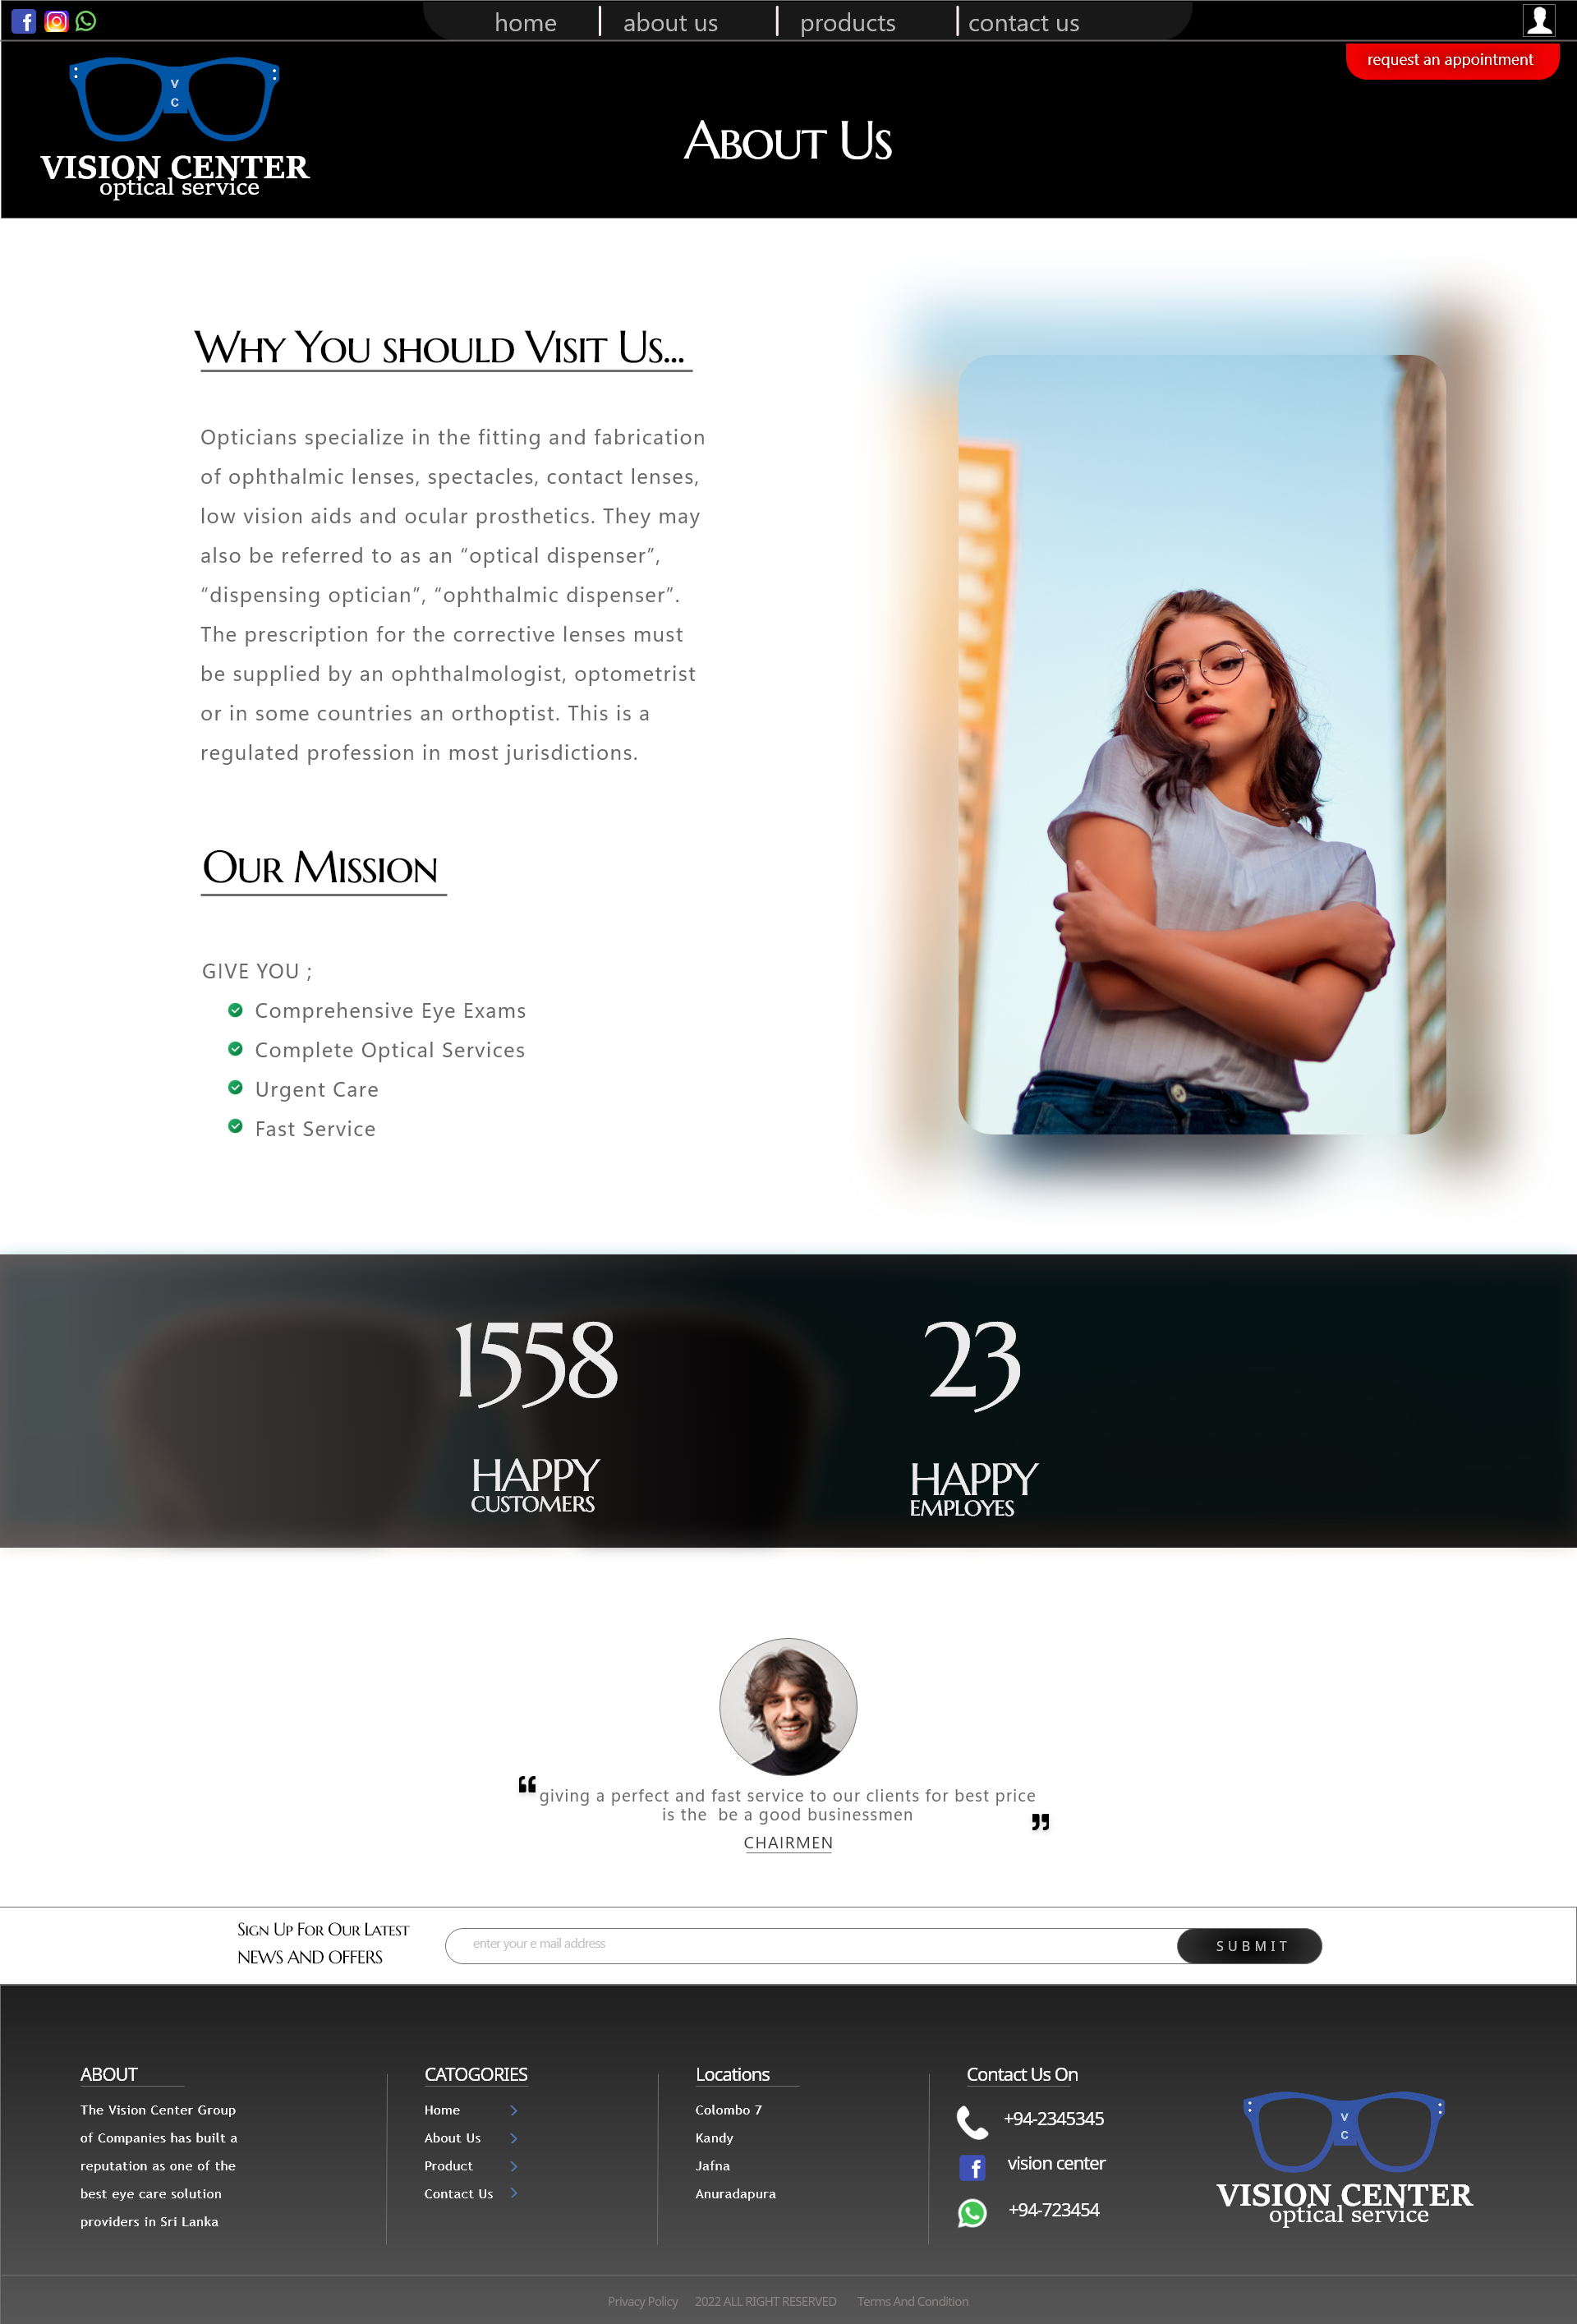 home
about us
products
contact us
request an appointment
V
C
VISION CENTER
optical service
About Us
Why You should Visit Us...
Opticians specialize in the fitting and fabrication
of ophthalmic lenses, spectacles, contact lenses,
low vision aids and ocular prosthetics. They may
also be referred to as an “optical dispenser”,
“dispensing optician”, “ophthalmic dispenser”.
The prescription for the corrective lenses must
be supplied by an ophthalmologist, optometrist
or in some countries an orthoptist. This is a
regulated profession in most jurisdictions.
Our Mission
GIVE YOU ;
Comprehensive Eye Exams
Complete Optical Services
Urgent Care
Fast Service
1558
HAPPY
CUSTOMERS
23
HAPPY
EMPLOYES
“ giving a perfect and fast service to our clients for best price
is the be a good businessmen ”
CHAIRMEN
Sign Up For Our Latest
NEWS AND OFFERS
enter your e mail address
SUBMIT
ABOUT
The Vision Center Group
of Companies has built a
reputation as one of the
best eye care solution
providers in Sri Lanka
CATOGORIES
Home
About Us
Product
Contact Us
Locations
Colombo 7
Kandy
Jafna
Anuradapura
Contact Us On
+94-2345345
vision center
+94-723454
V
C
VISION CENTER
optical service
Privacy Policy
2022 ALL RIGHT RESERVED
Terms And Condition